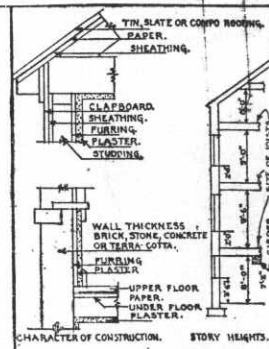 TIN, SLATE OR COMPO ROOFING.
PAPER.
SHEATHING.
CLAPBOARD.
SHEATHING.
FURRING.
PLASTER.
STUDDING.
WALL THICKNESS
BRICK, STONE, CONCRETE
OR TERRA-COTTA.
FURRING
PLASTER
UPPER FLOOR
PAPER.
UNDER FLOOR
PLASTER.
CHARACTER OF CONSTRUCTION.
STORY HEIGHTS.